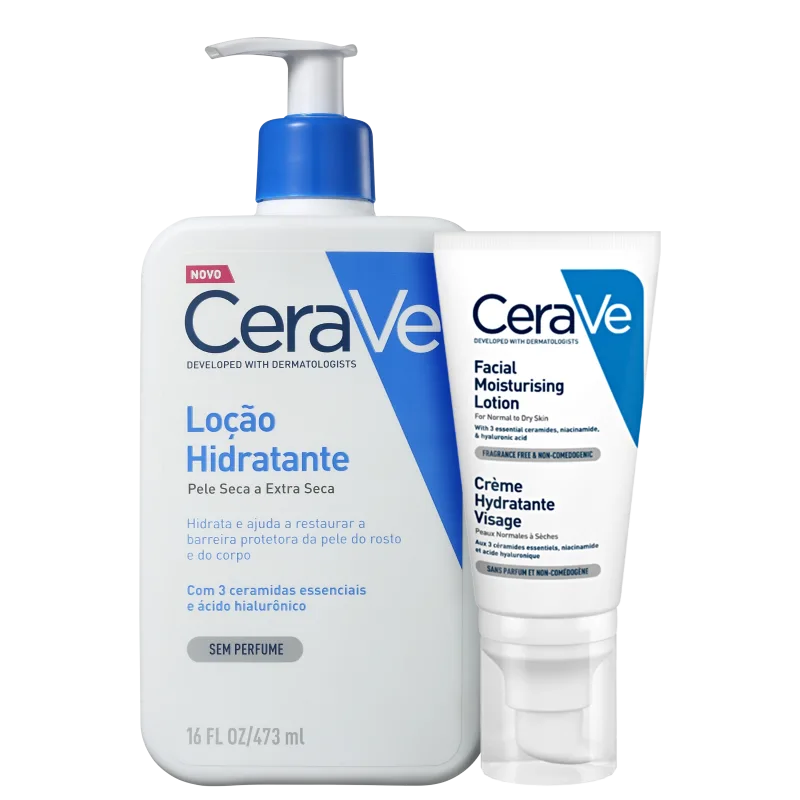 NOVO
CeraVe
DEVELOPED WITH DERMATOLOGISTS
Loção
Hidratante
Pele Seca a Extra Seca
Hidrata e ajuda a restaurar a
barreira protetora da pele do rosto
e do corpo
Com 3 ceramidas essenciais
e ácido hialurônico
SEM PERFUME
16 FL OZ/473 ml
CeraVe
DEVELOPED WITH DERMATOLOGISTS
Facial
Moisturising
Lotion
For Normal to Dry Skin
With 3 essential ceramides, niacinamide,
& hyaluronic acid
FRAGRANCE FREE & NON-COMEDOGENIC
Crème
Hydratante
Visage
Peaux Normales à Sèches
Aux 3 céramides essentiels, niacinamide
et acide hyaluronique
SANS PARFUM ET NON-COMÉDOGÈNE